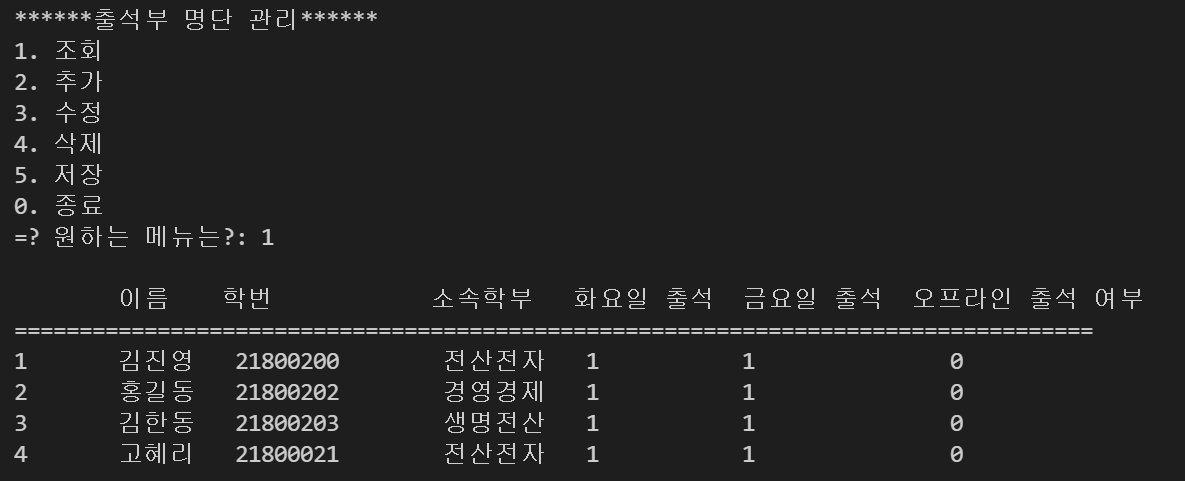 ******출석부 명단 관리******
1. 조회
2. 추가
3. 수정
4. 삭제
5. 저장
0. 종료
=? 원하는 메뉴는?: 1
이름 학번 소속학부 화요일 출석 금요일 출석 오프라인 출석 여부
===================================================================================
1 김진영 21800200 전산전자 1 1 0
2 홍길동 21800202 경영경제 1 1 0
3 김한동 21800203 생명전산 1 1 0
4 고혜리 21800021 전산전자 1 1 0